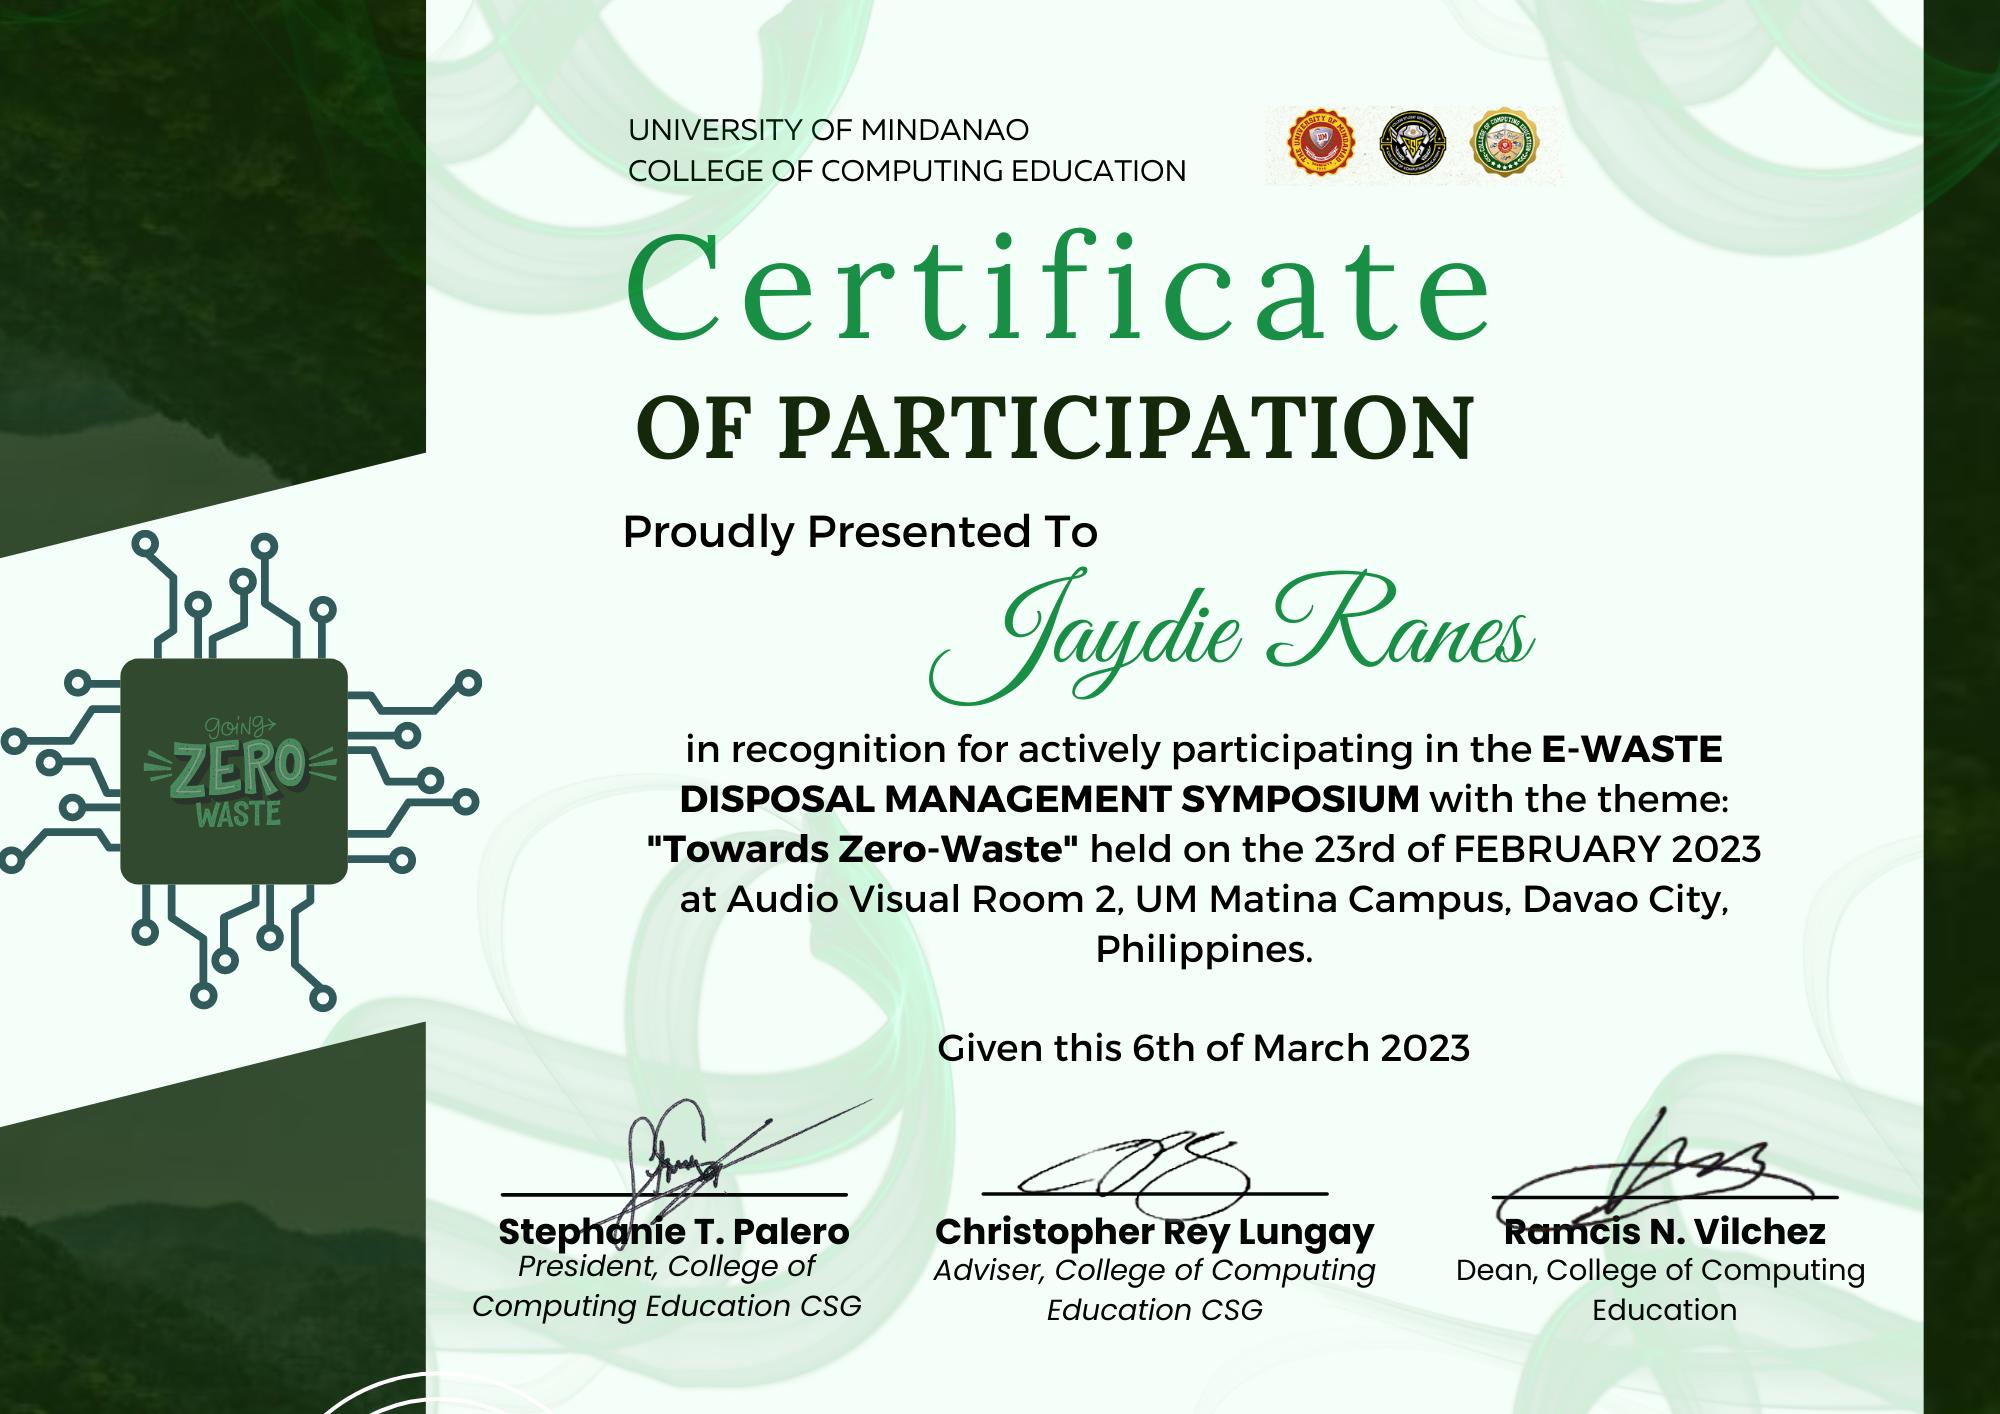 UNIVERSITY OF MINDANAO
COLLEGE OF COMPUTING EDUCATION
Certificate
OF PARTICIPATION
Proudly Presented To
Jaydie Ranes
in recognition for actively participating in the E-WASTE
DISPOSAL MANAGEMENT SYMPOSIUM with the theme:
"Towards Zero-Waste" held on the 23rd of FEBRUARY 2023
at Audio Visual Room 2, UM Matina Campus, Davao City,
Philippines.
going
ZERO
WASTE
Given this 6th of March 2023
Stephanie T. Palero
President, College of
Computing Education CSG
Christopher Rey Lungay
Adviser, College of Computing
Education CSG
Ramcis N. Vilchez
Dean, College of Computing
Education